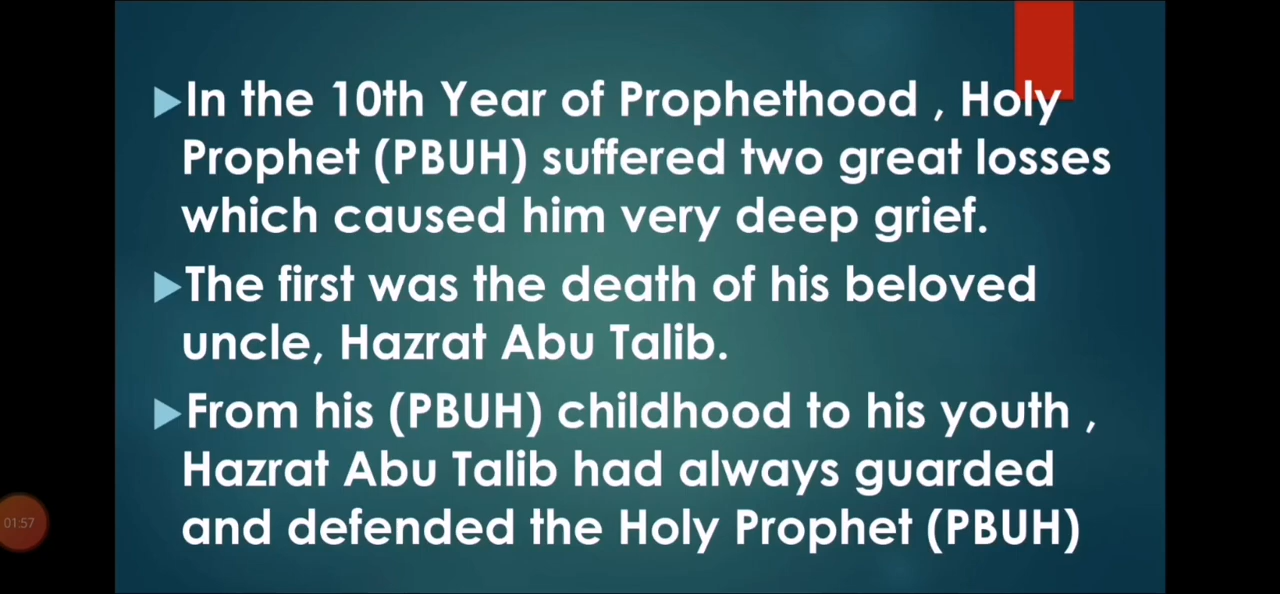 In the 10th Year of Prophethood , Holy
Prophet (PBUH) suffered two great losses
which caused him very deep grief.
The first was the death of his beloved
uncle, Hazrat Abu Talib.
From his (PBUH) childhood to his youth ,
Hazrat Abu Talib had always guarded
and defended the Holy Prophet (PBUH)
01:57